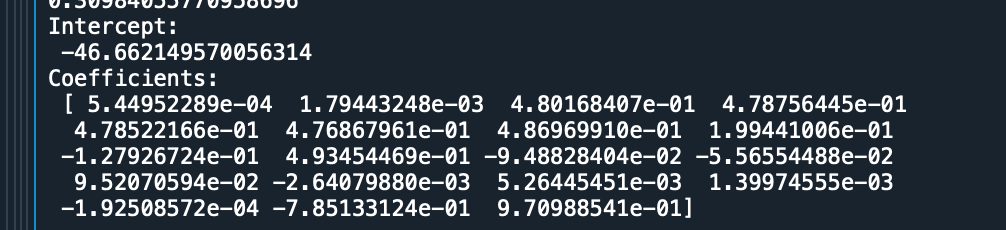 0.30984055770958696
Intercept:
-46.662149570056314
Coefficients:
[ 5.44952289e-04 1.79443248e-03 4.80168407e-01 4.78756445e-01
4.78522166e-01 4.76867961e-01 4.86969910e-01 1.99441006e-01
-1.27926724e-01 4.93454469e-01 -9.48828404e-02 -5.56554488e-02
9.52070594e-02 -2.64079880e-03 5.26445451e-03 1.39974555e-03
-1.92508572e-04 -7.85133124e-01 9.70988541e-01]